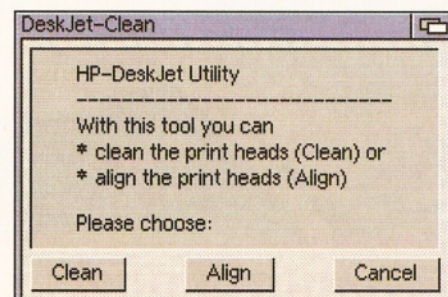 DeskJet-Clean
HP-DeskJet Utility
--------------------------------
With this tool you can
* clean the print heads (Clean) or
* align the print heads (Align)
Please choose:
Clean Align Cancel